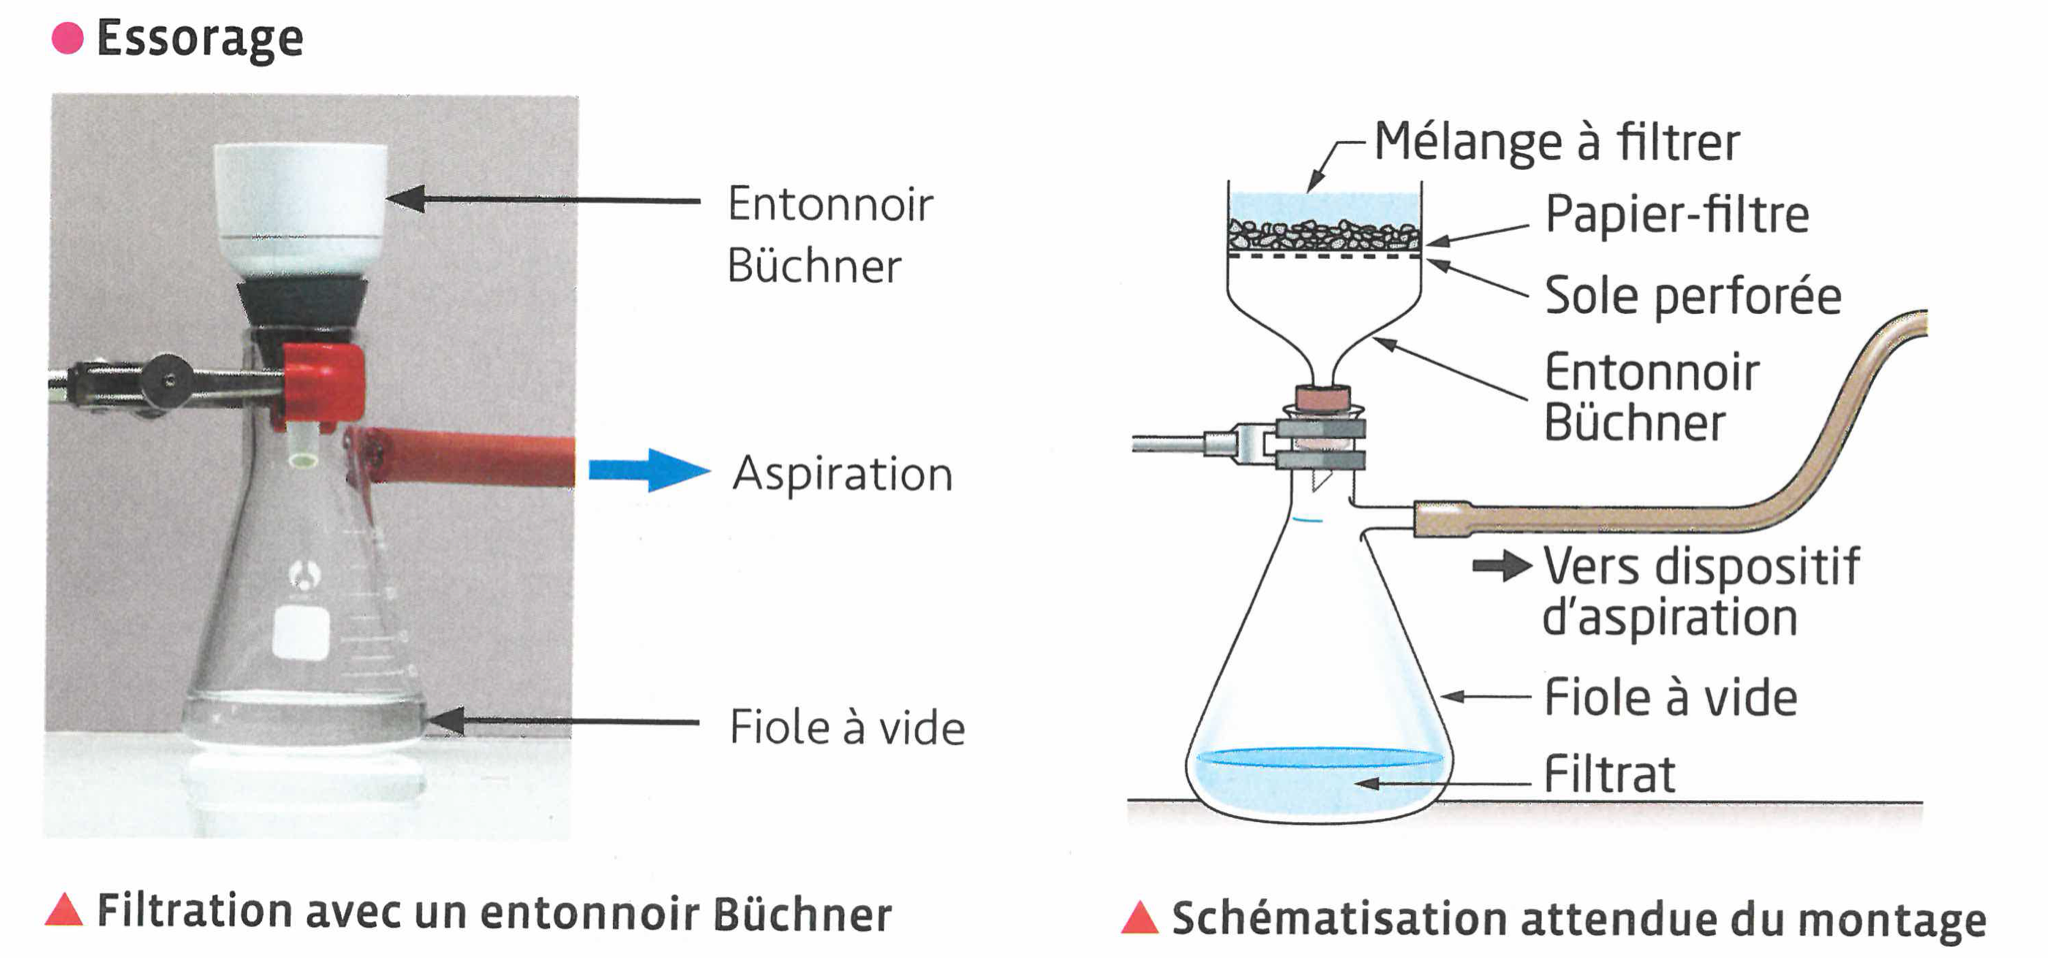 Essorage
Entonnoir
Büchner
Aspiration
Fiole à vide
Filtration avec un entonnoir Büchner
Mélange à filtrer
Papier-filtre
Sole perforée
Entonnoir
Büchner
Vers dispositif
d'aspiration
Fiole à vide
Filtrat
Schématisation attendue du montage